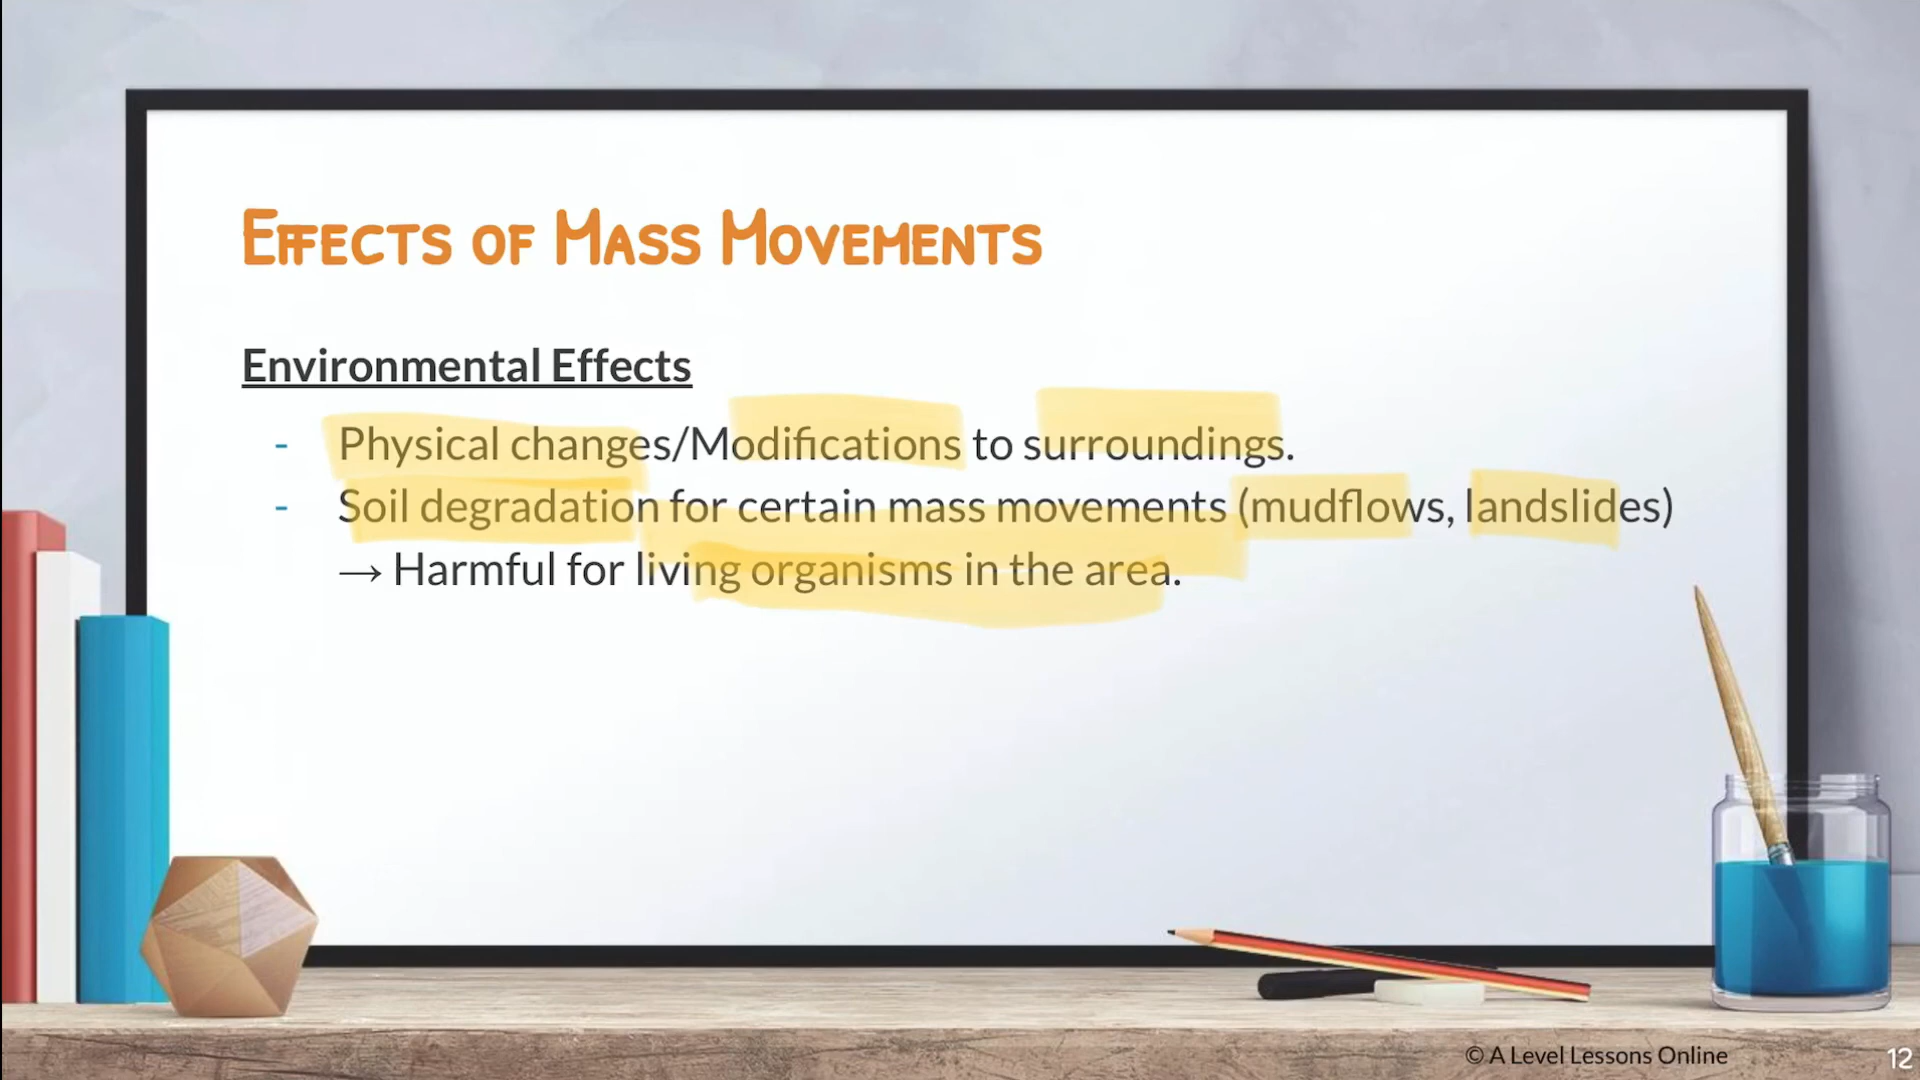 Effects of Mass Movements
Environmental Effects
- Physical changes/Modifications to surroundings.
- Soil degradation for certain mass movements (mudflows, landslides)
→ Harmful for living organisms in the area.
© A Level Lessons Online
12